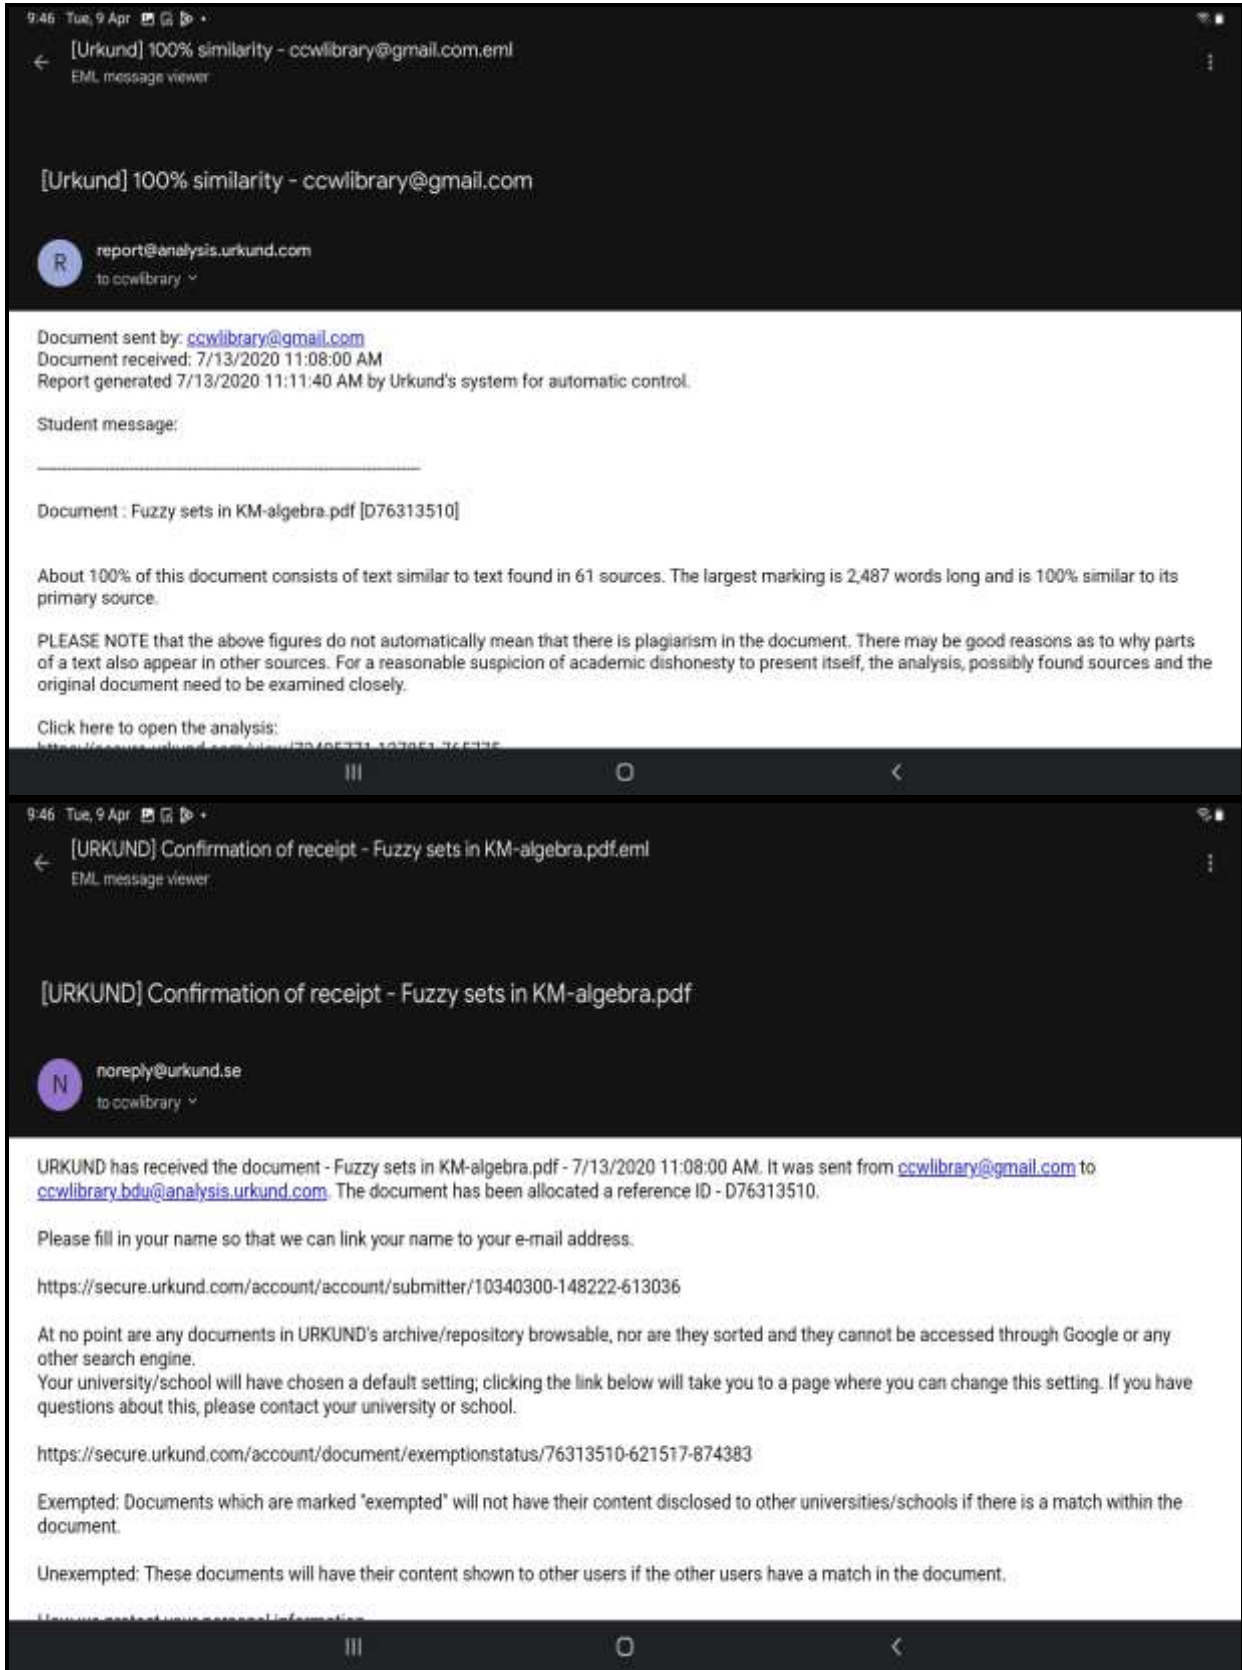 9:46 Tue, 9 Apr
[Urkund] 100% similarity - ccwlibrary@gmail.com.eml
EML message viewer
[Urkund] 100% similarity - ccwlibrary@gmail.com
R
report@analysis.urkund.com
to ccwlibrary
Document sent by: ccwlibrary@gmail.com
Document received: 7/13/2020 11:08:00 AM
Report generated 7/13/2020 11:11:40 AM by Urkund's system for automatic control.
Student message:
Document : Fuzzy sets in KM-algebra.pdf [D76313510]
About 100% of this document consists of text similar to text found in 61 sources. The largest marking is 2,487 words long and is 100% similar to its
primary source.
PLEASE NOTE that the above figures do not automatically mean that there is plagiarism in the document. There may be good reasons as to why parts
of a text also appear in other sources. For a reasonable suspicion of academic dishonesty to present itself, the analysis, possibly found sources and the
original document need to be examined closely.
Click here to open the analysis:
9:46 Tue, 9 Apr
[URKUND] Confirmation of receipt - Fuzzy sets in KM-algebra.pdf.eml
EML message viewer
[URKUND] Confirmation of receipt - Fuzzy sets in KM-algebra.pdf
N
noreply@urkund.se
to ccwlibrary
URKUND has received the document - Fuzzy sets in KM-algebra.pdf - 7/13/2020 11:08:00 AM. It was sent from ccwlibrary@gmail.com to
ccwlibrary.bdu@analysis.urkund.com. The document has been allocated a reference ID - D76313510.
Please fill in your name so that we can link your name to your e-mail address.
https://secure.urkund.com/account/account/submitter/10340300-148222-613036
At no point are any documents in URKUND's archive/repository browsable, nor are they sorted and they cannot be accessed through Google or any
other search engine.
Your university/school will have chosen a default setting; clicking the link below will take you to a page where you can change this setting. If you have
questions about this, please contact your university or school.
https://secure.urkund.com/account/document/exemptionstatus/76313510-621517-874383
Exempted: Documents which are marked "exempted" will not have their content disclosed to other universities/schools if there is a match within the
document.
Unexempted: These documents will have their content shown to other users if the other users have a match in the document.
How we protect your personal information